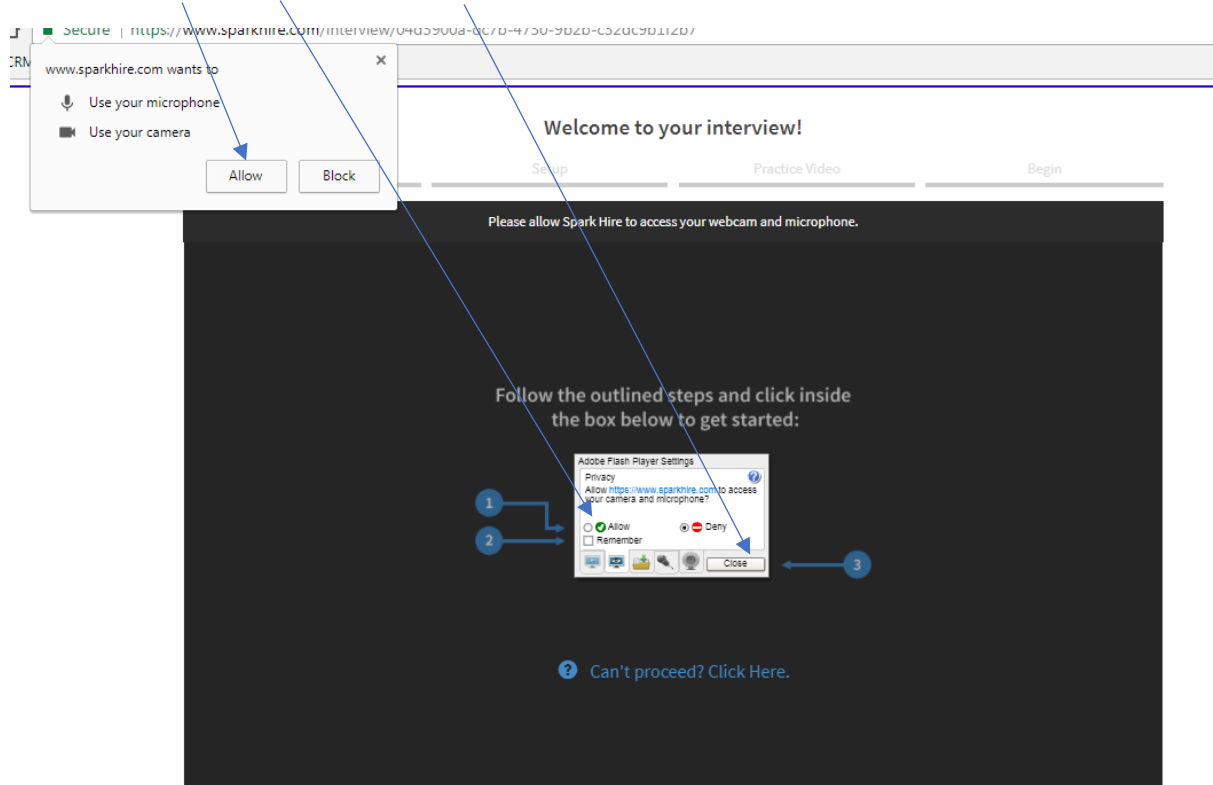 Secure | https://www.sparkhire.com/interview/
CRM
www.sparkhire.com wants to
×
Use your microphone
Use your camera
Allow Block
Welcome to your interview!
Setup Practice Video Begin
Please allow Spark Hire to access your webcam and microphone.
Follow the outlined steps and click inside
the box below to get started:
Adobe Flash Player Settings
Privacy
Allow https://www.sparkhire.com to access
your camera and microphone?
1
Allow Deny
2
Remember
Close
3
Can't proceed? Click Here.